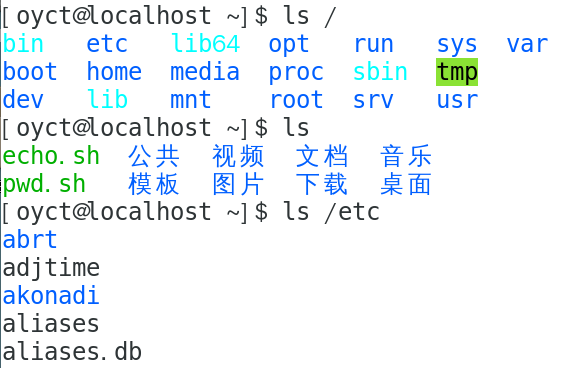 [oyct@localhost ~]$ ls /
bin   etc   lib64  opt   run   sys  var
boot  home  media  proc  sbin  tmp
dev   lib   mnt    root  srv   usr
[oyct@localhost ~]$ ls
echo.sh  公共  视频  文档  音乐
pwd.sh   模板  图片  下载  桌面
[oyct@localhost ~]$ ls /etc
abrt
adjtime
akonadi
aliases
aliases.db